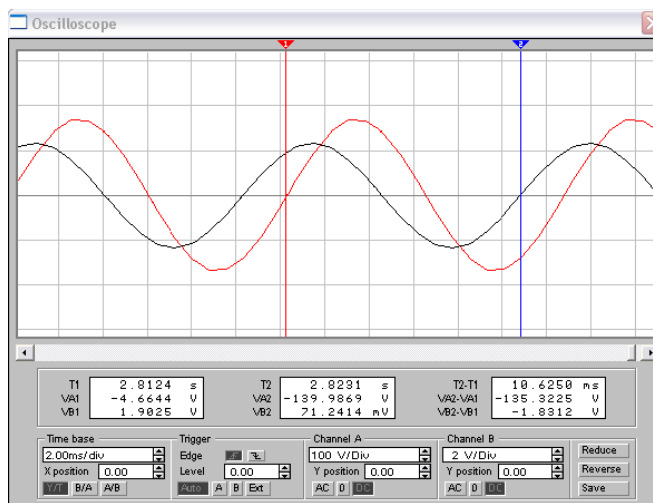 Oscilloscope
1 2
T1 2.8124 s T2 2.8231 s T2-T1 10.6250 ms
VA1 -4.6644 V VA2 -139.9869 V VA2-VA1 -135.3225 V
VB1 1.9025 V VB2 71.2414 mV VB2-VB1 -1.8312 V
Time base Trigger Channel A Channel B
2.00ms/div Edge 100 V/Div 2 V/Div Reduce
X position 0.00 Level 0.00 Y position 0.00 Y position 0.00 Reverse
Y/T B/A A/B Auto A B Ext AC 0 DC AC 0 DC Save